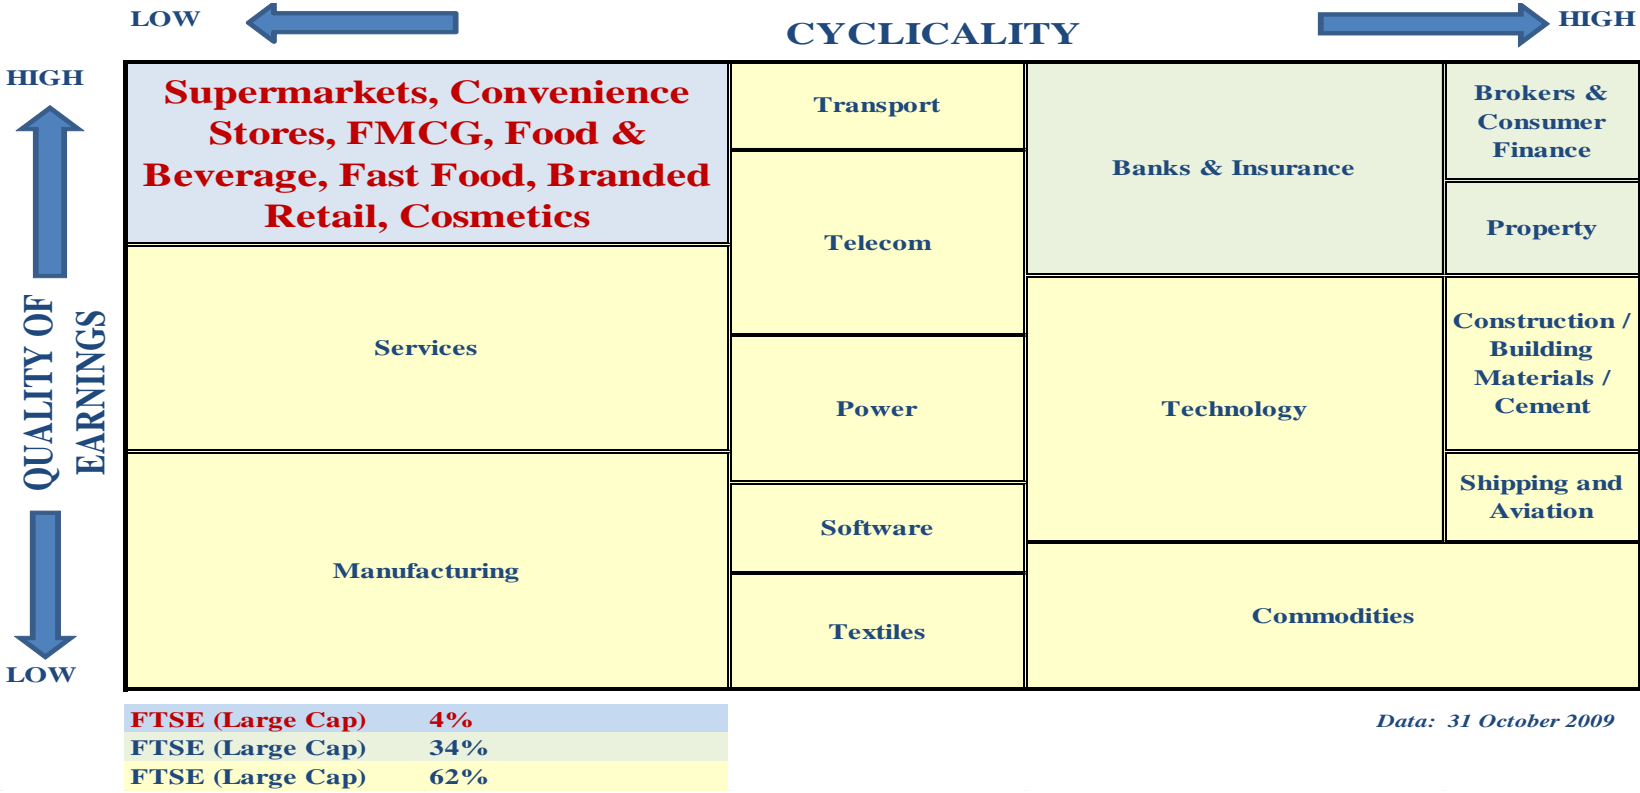 LOW
CYCLICALITY
HIGH
HIGH
QUALITY OF
EARNINGS
LOW
Supermarkets, Convenience
Stores, FMCG, Food &
Beverage, Fast Food, Branded
Retail, Cosmetics
Services
Manufacturing
Transport
Telecom
Power
Software
Textiles
Banks & Insurance
Technology
Commodities
Brokers &
Consumer
Finance
Property
Construction /
Building
Materials /
Cement
Shipping and
Aviation
FTSE (Large Cap) 4%
FTSE (Large Cap) 34%
FTSE (Large Cap) 62%
Data: 31 October 2009